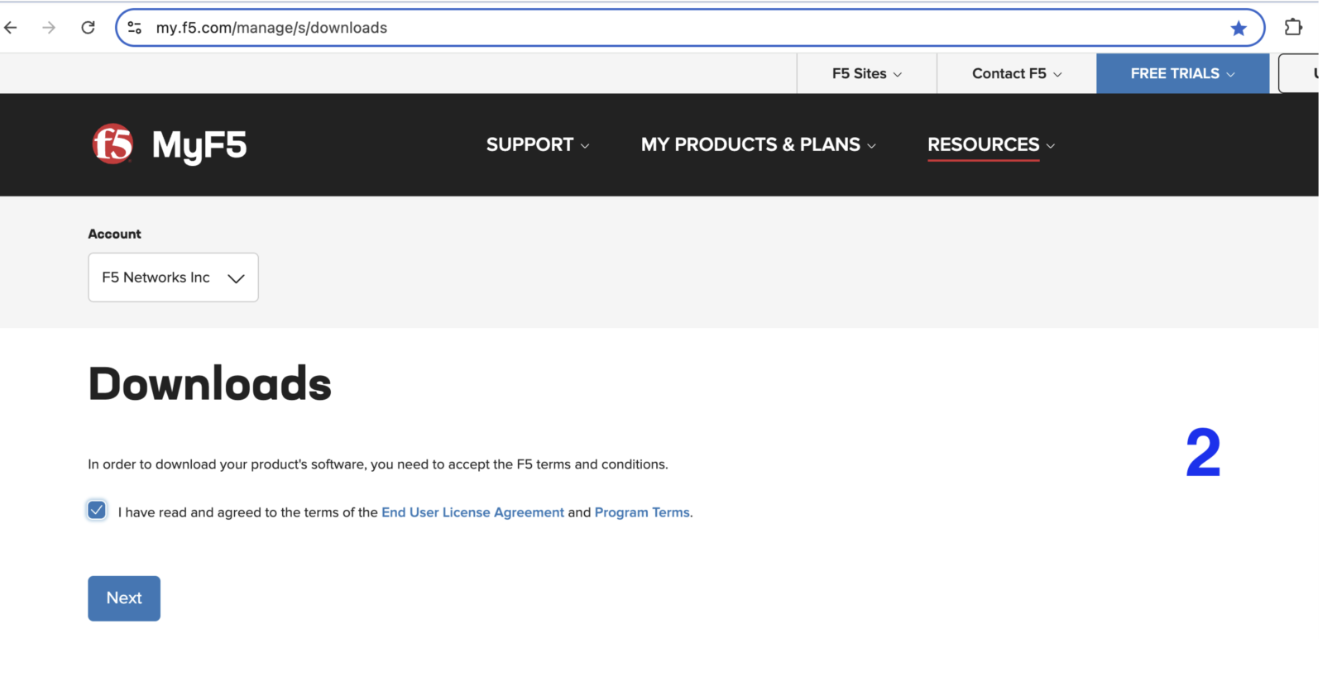 my.f5.com/manage/s/downloads
F5 Sites Contact F5 FREE TRIALS
f5 MyF5 SUPPORT MY PRODUCTS & PLANS RESOURCES
Account
F5 Networks Inc
Downloads
2
In order to download your product's software, you need to accept the F5 terms and conditions.
I have read and agreed to the terms of the End User License Agreement and Program Terms.
Next